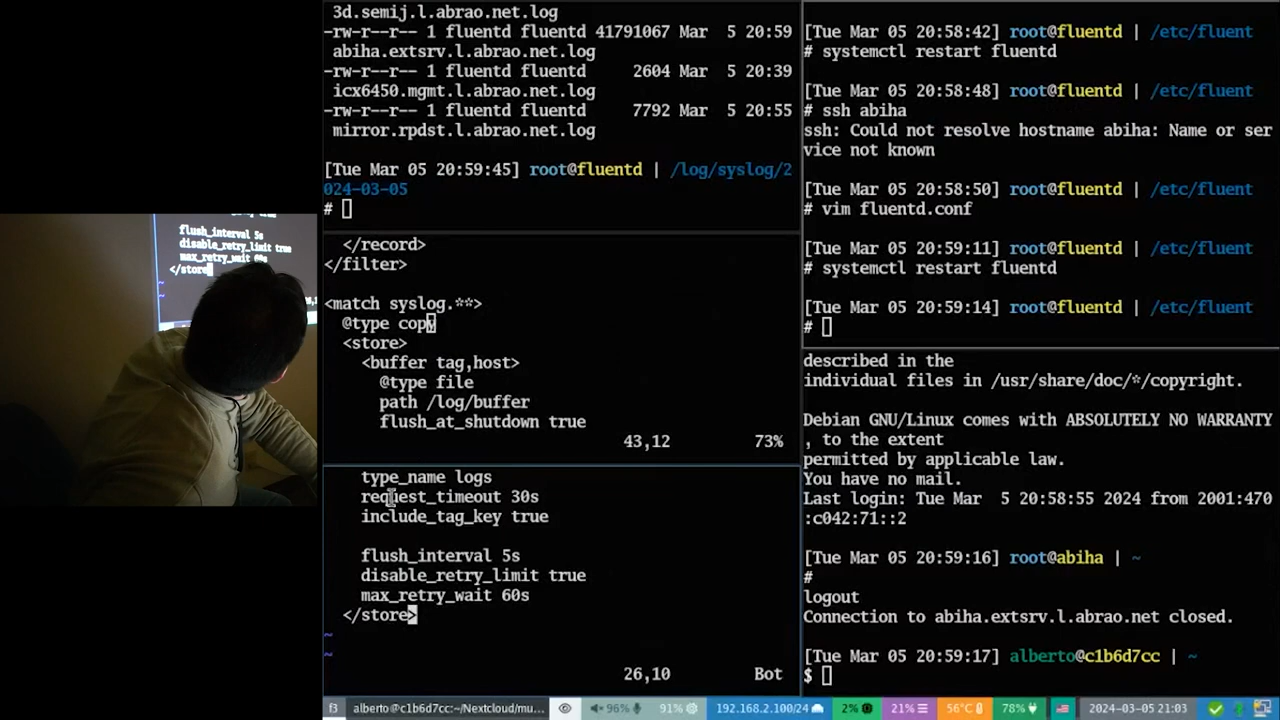 3d.semij.l.abrao.net.log
-rw-r--r-- 1 fluentd fluentd 41791067 Mar  5 20:59
abiha.extsrv.l.abrao.net.log
-rw-r--r-- 1 fluentd fluentd     2604 Mar  5 20:39
icx6450.mgmt.l.abrao.net.log
-rw-r--r-- 1 fluentd fluentd     7792 Mar  5 20:55
mirror.rpdst.l.abrao.net.log
[Tue Mar 05 20:59:45] root@fluentd | /log/syslog/2
024-03-05
#
</record>
</filter>
<match syslog.**>
@type copy
<store>
<buffer tag,host>
@type file
path /log/buffer
flush_at_shutdown true
43,12 73%
type_name logs
request_timeout 30s
include_tag_key true
flush_interval 5s
disable_retry_limit true
max_retry_wait 60s
</store>
~
~
26,10 Bot
[Tue Mar 05 20:58:42] root@fluentd | /etc/fluent
# systemctl restart fluentd
[Tue Mar 05 20:58:48] root@fluentd | /etc/fluent
# ssh abiha
ssh: Could not resolve hostname abiha: Name or ser
vice not known
[Tue Mar 05 20:58:50] root@fluentd | /etc/fluent
# vim fluentd.conf
[Tue Mar 05 20:59:11] root@fluentd | /etc/fluent
# systemctl restart fluentd
[Tue Mar 05 20:59:14] root@fluentd | /etc/fluent
#
described in the
individual files in /usr/share/doc/*/copyright.
Debian GNU/Linux comes with ABSOLUTELY NO WARRANTY
, to the extent
permitted by applicable law.
You have no mail.
Last login: Tue Mar  5 20:58:55 2024 from 2001:470
:c042:71::2
[Tue Mar 05 20:59:16] root@abiha | ~
#
logout
Connection to abiha.extsrv.l.abrao.net closed.
[Tue Mar 05 20:59:17] alberto@c1b6d7cc | ~
$
flush_interval 5s
disable_retry_limit true
max_retry_wait 60s
</store
~
~
f3 alberto@c1b6d7cc:~/Nextcloud/mu... 96% 91% 192.168.2.100/24 2% 21% 56°C 78% 2024-03-05 21:03